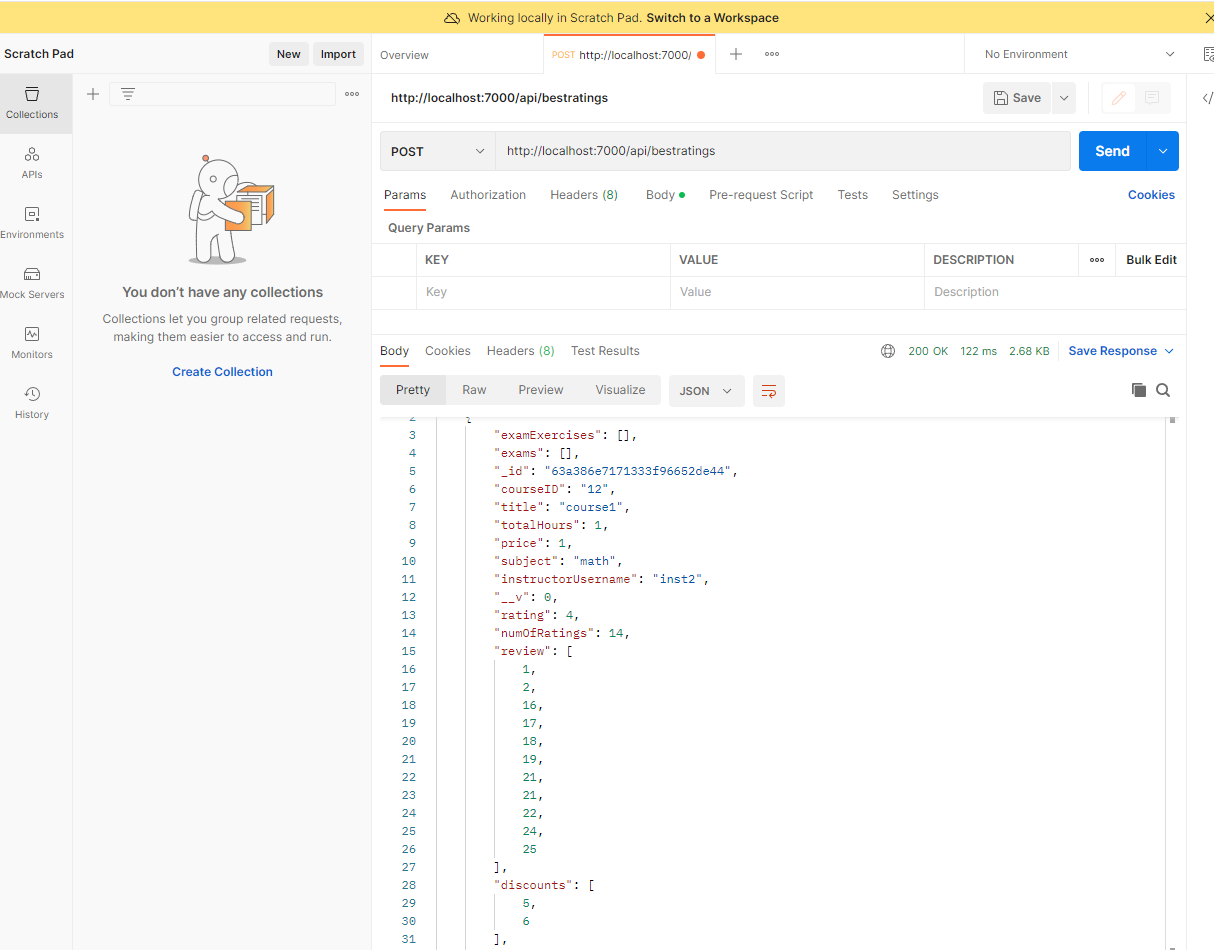 Working locally in Scratch Pad. Switch to a Workspace
Scratch Pad
New
Import
Overview
POST http://localhost:7000/
No Environment
Collections
APIs
Environments
Mock Servers
Monitors
History
You don't have any collections
Collections let you group related requests,
making them easier to access and run.
Create Collection
http://localhost:7000/api/bestratings
Save
POST
http://localhost:7000/api/bestratings
Send
Params Authorization Headers (8) Body Pre-request Script Tests Settings Cookies
Query Params
KEY VALUE DESCRIPTION Bulk Edit
Key Value Description
Body Cookies Headers (8) Test Results 200 OK 122 ms 2.68 KB Save Response
Pretty Raw Preview Visualize JSON
2 {
3 "examExercises": [],
4 "exams": [],
5 "_id": "63a386e7171333f96652de44",
6 "courseID": "12",
7 "title": "course1",
8 "totalHours": 1,
9 "price": 1,
10 "subject": "math",
11 "instructorUsername": "inst2",
12 "__v": 0,
13 "rating": 4,
14 "numOfRatings": 14,
15 "review": [
16 1,
17 2,
18 16,
19 17,
20 18,
21 19,
22 21,
23 21,
24 22,
25 24,
26 25
27 ],
28 "discounts": [
29 5,
30 6
31 ],